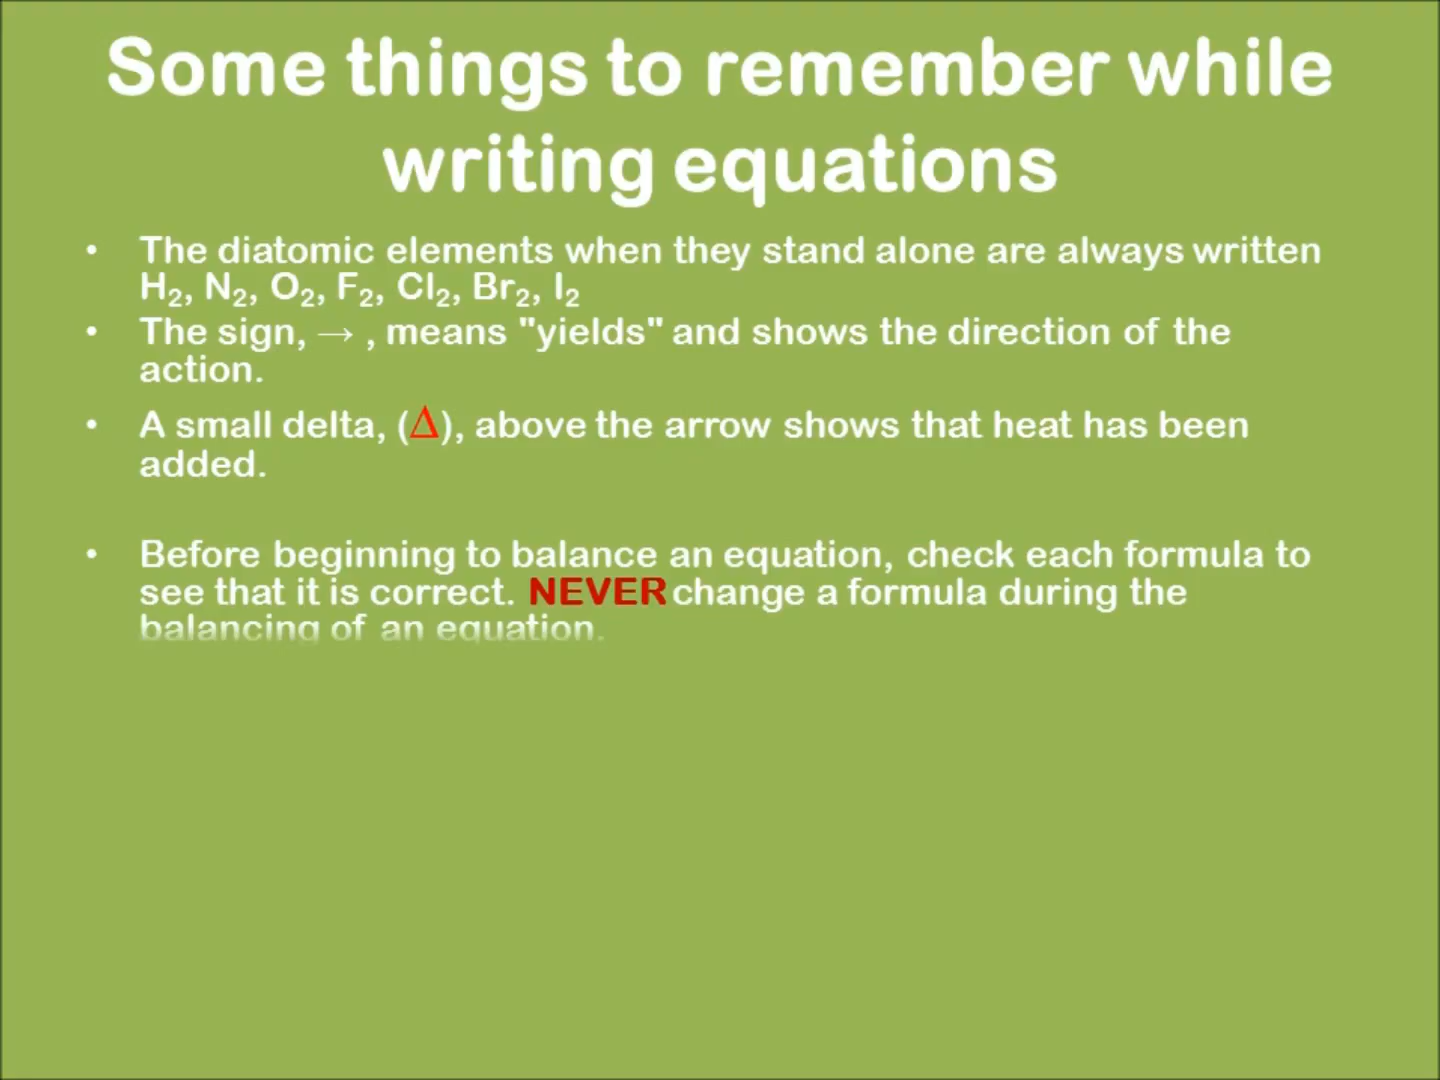 Some things to remember while
writing equations
• The diatomic elements when they stand alone are always written
H₂, N₂, O₂, F₂, Cl₂, Br₂, I₂
• The sign, → , means "yields" and shows the direction of the
action.
• A small delta, (Δ), above the arrow shows that heat has been
added.
• Before beginning to balance an equation, check each formula to
see that it is correct. NEVER change a formula during the
balancing of an equation.